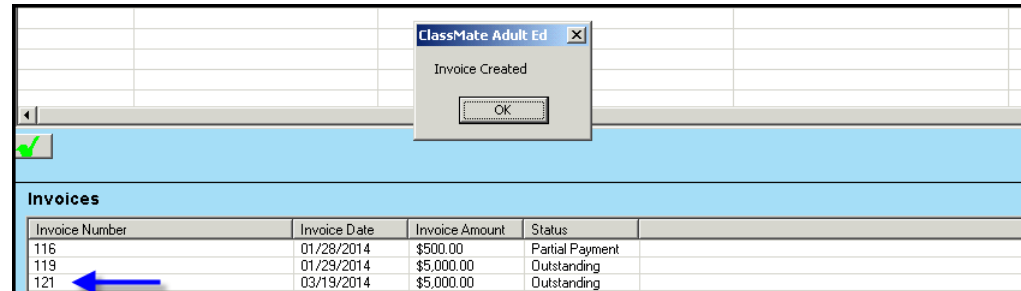 ClassMate Adult Ed
Invoice Created
OK
Invoices
Invoice Number Invoice Date Invoice Amount Status
116 01/28/2014 $500.00 Partial Payment
119 01/29/2014 $5,000.00 Outstanding
121 03/19/2014 $5,000.00 Outstanding